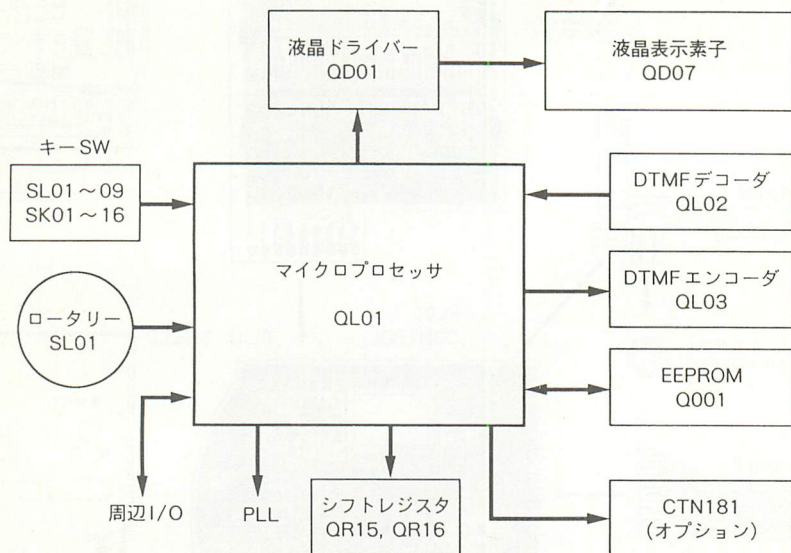 液晶ドライバー
QD01
液晶表示素子
QD07
キーSW
SL01～09
SK01～16
DTMFデコーダ
QL02
マイクロプロセッサ
QL01
DTMFエンコーダ
QL03
ロータリー
SL01
EEPROM
Q001
周辺I/O
PLL
シフトレジスタ
QR15, QR16
CTN181
(オプション)